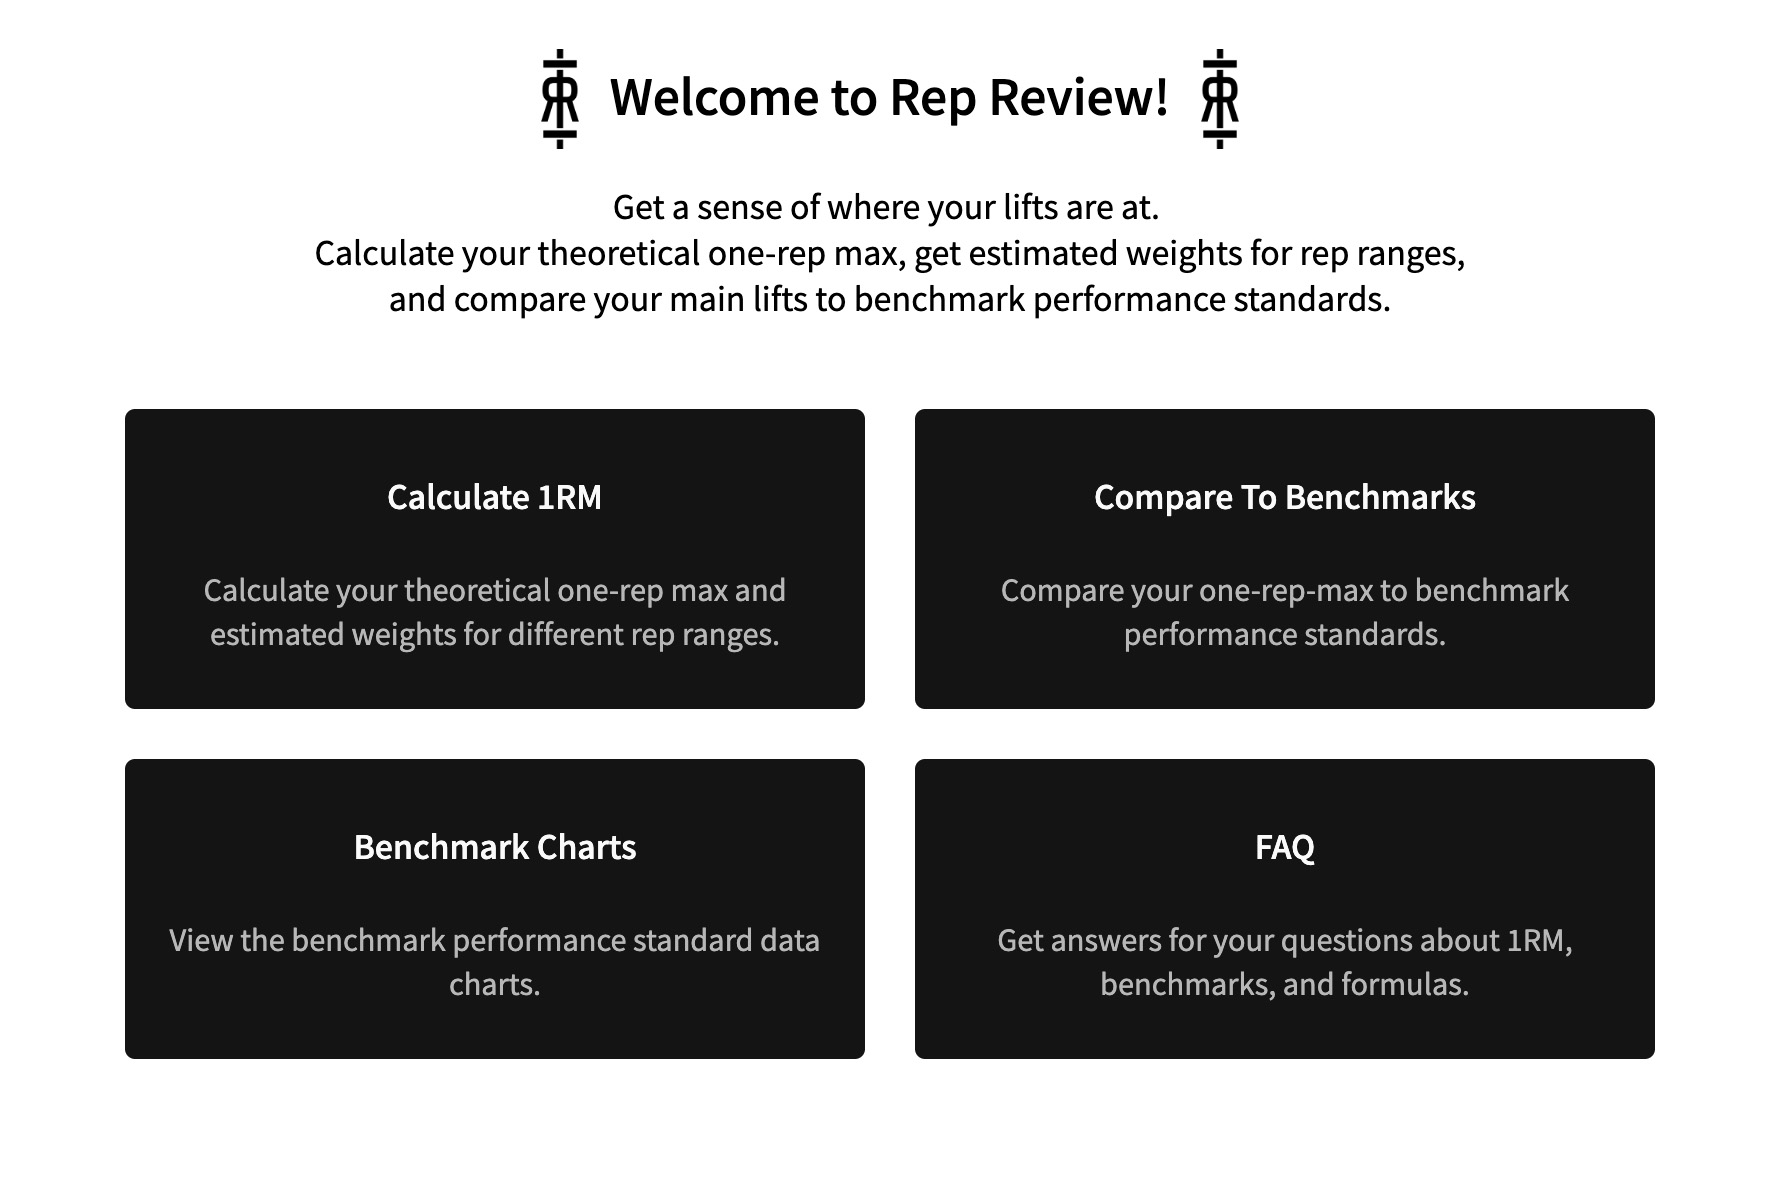 Welcome to Rep Review!
Get a sense of where your lifts are at.
Calculate your theoretical one-rep max, get estimated weights for rep ranges,
and compare your main lifts to benchmark performance standards.
Calculate 1RM
Calculate your theoretical one-rep max and
estimated weights for different rep ranges.
Compare To Benchmarks
Compare your one-rep-max to benchmark
performance standards.
Benchmark Charts
View the benchmark performance standard data
charts.
FAQ
Get answers for your questions about 1RM,
benchmarks, and formulas.